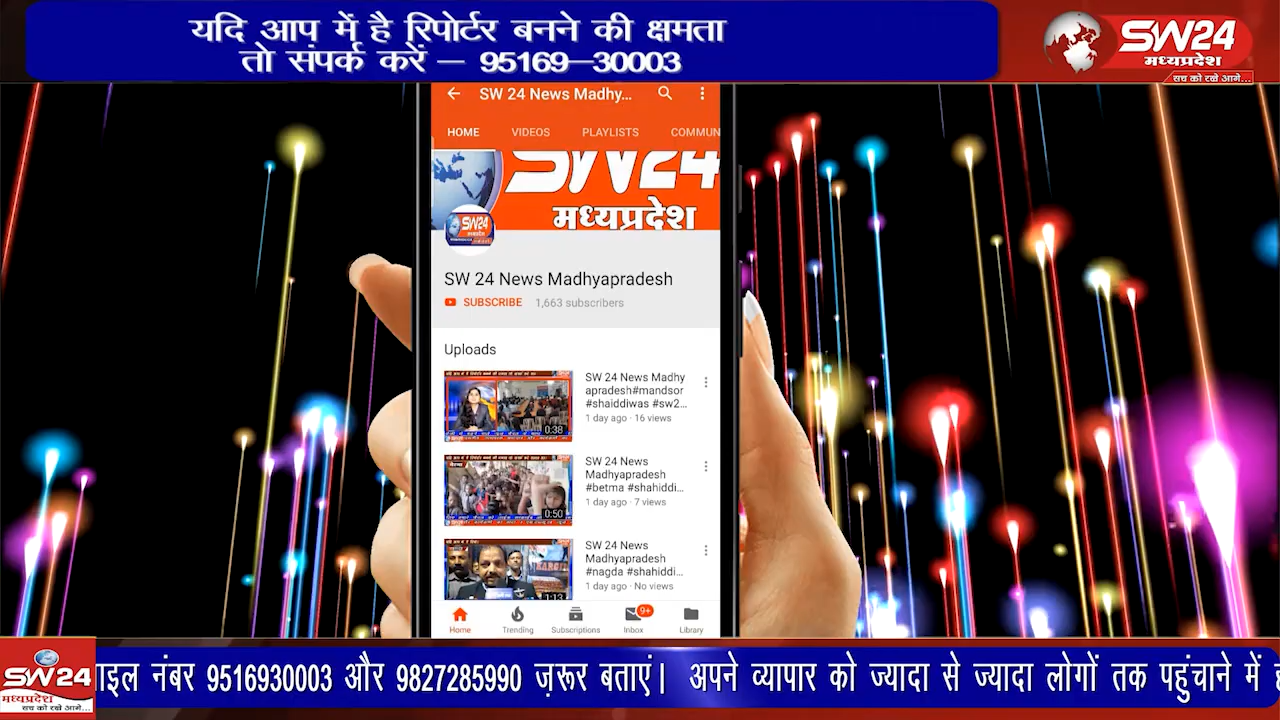 यदि आप में है रिपोर्टर बनने की क्षमता
तो संपर्क करें – 95169–30003
SW24
मध्यप्रदेश
सच को रखे आगे...
SW 24 News Madhy...
HOME VIDEOS PLAYLISTS COMMUN
SW24
मध्यप्रदेश
SW24
SW 24 News Madhyapradesh
SUBSCRIBE 1,663 subscribers
Uploads
SW 24 News Madhy
apradesh#mandsor
#shaiddiwas #sw2...
1 day ago · 16 views
0:38
SW 24 News
Madhyapradesh
#betma #shahiddi...
1 day ago · 7 views
0:50
SW 24 News
Madhyapradesh
#nagda #shahiddi...
1 day ago · No views
1:13
9+
Home Trending Subscriptions Inbox Library
SW24
मध्यप्रदेश
सच को रखे आगे...
ाइल नंबर 9516930003 और 9827285990 ज़रूर बताएं। अपने व्यापार को ज्यादा से ज्यादा लोगों तक पहुंचाने में